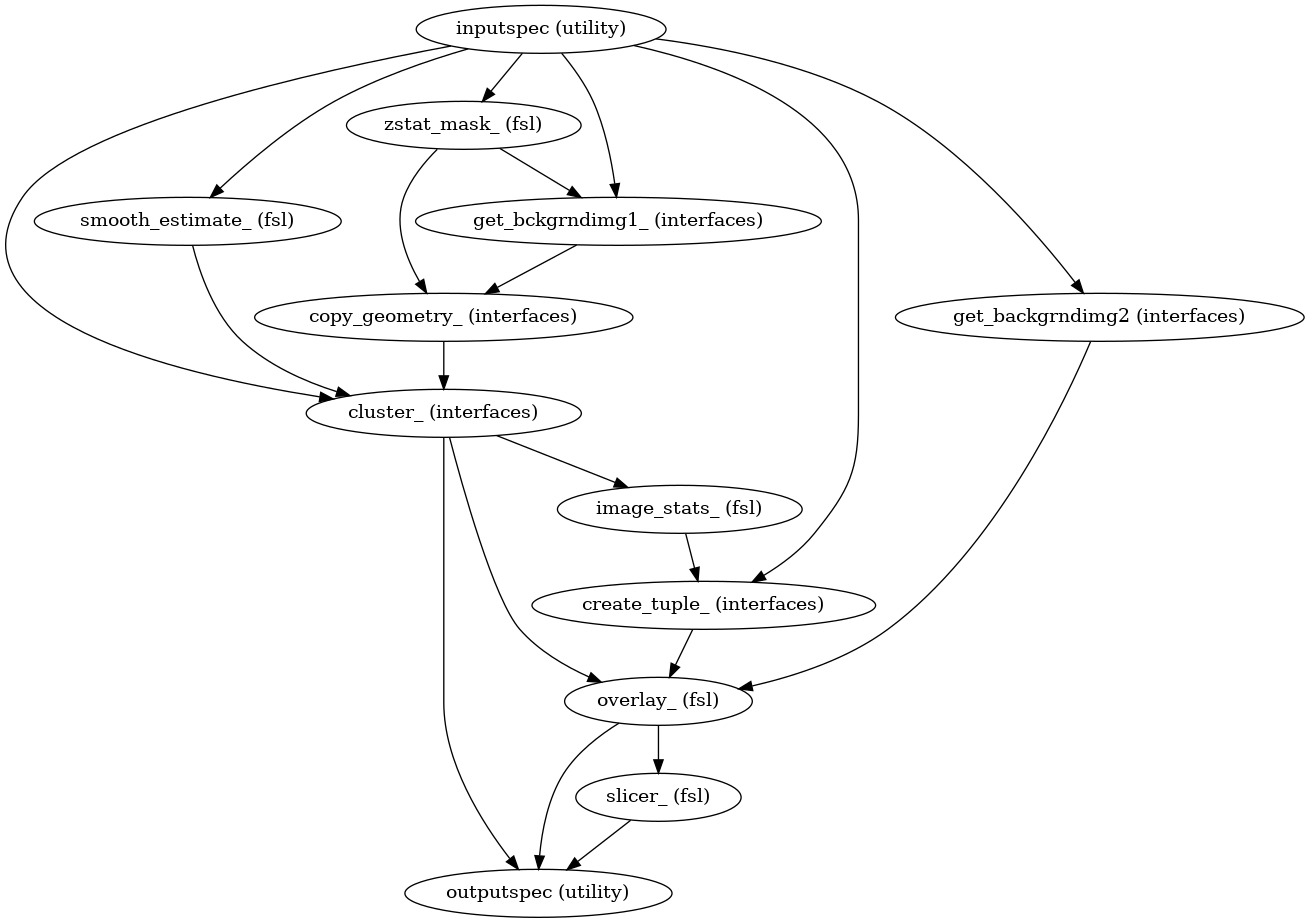 inputspec (utility)
zstat_mask_ (fsl)
smooth_estimate_ (fsl)
get_bckgrndimg1_ (interfaces)
copy_geometry_ (interfaces)
get_backgrndimg2 (interfaces)
cluster_ (interfaces)
image_stats_ (fsl)
create_tuple_ (interfaces)
overlay_ (fsl)
slicer_ (fsl)
outputspec (utility)